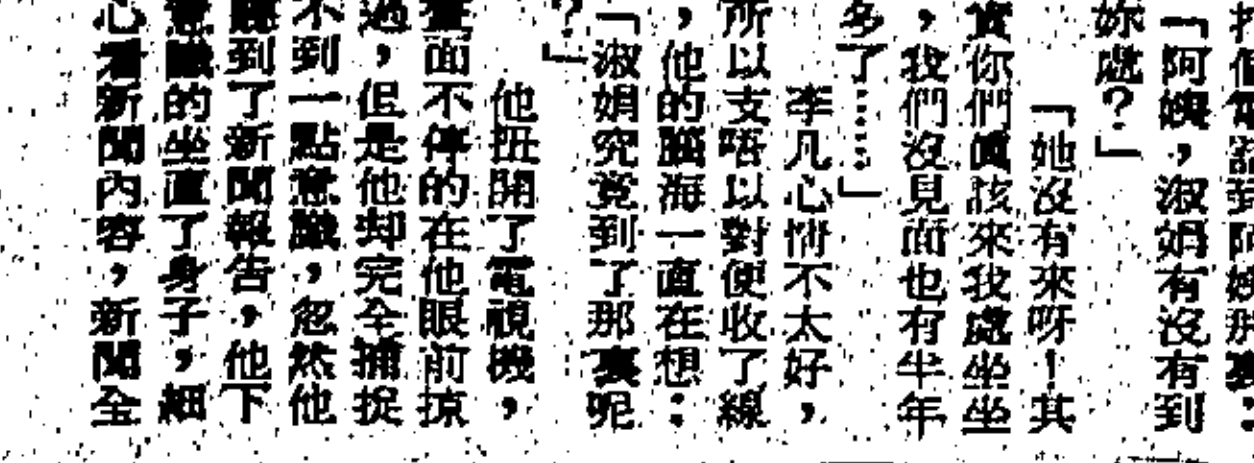 打個電話到阿嫂那裏：
「阿嫂，淑娟有沒有到
妳處？」
「她沒有來呀！其
實你們眞該來我處坐坐
，我們沒見面也有半年
多了……」
李凡心情不太好，
所以支唔以對便收了線
，他的腦海一直在想：
「淑娟究竟到了那裏呢
？」
他扭開了電視機，
畫面不停的在他眼前掠
過，但是他却完全捕捉
不到一點意識，忽然他
聽到了新聞報告，他下
意識的坐直了身子，細
心看新聞內容，新聞全